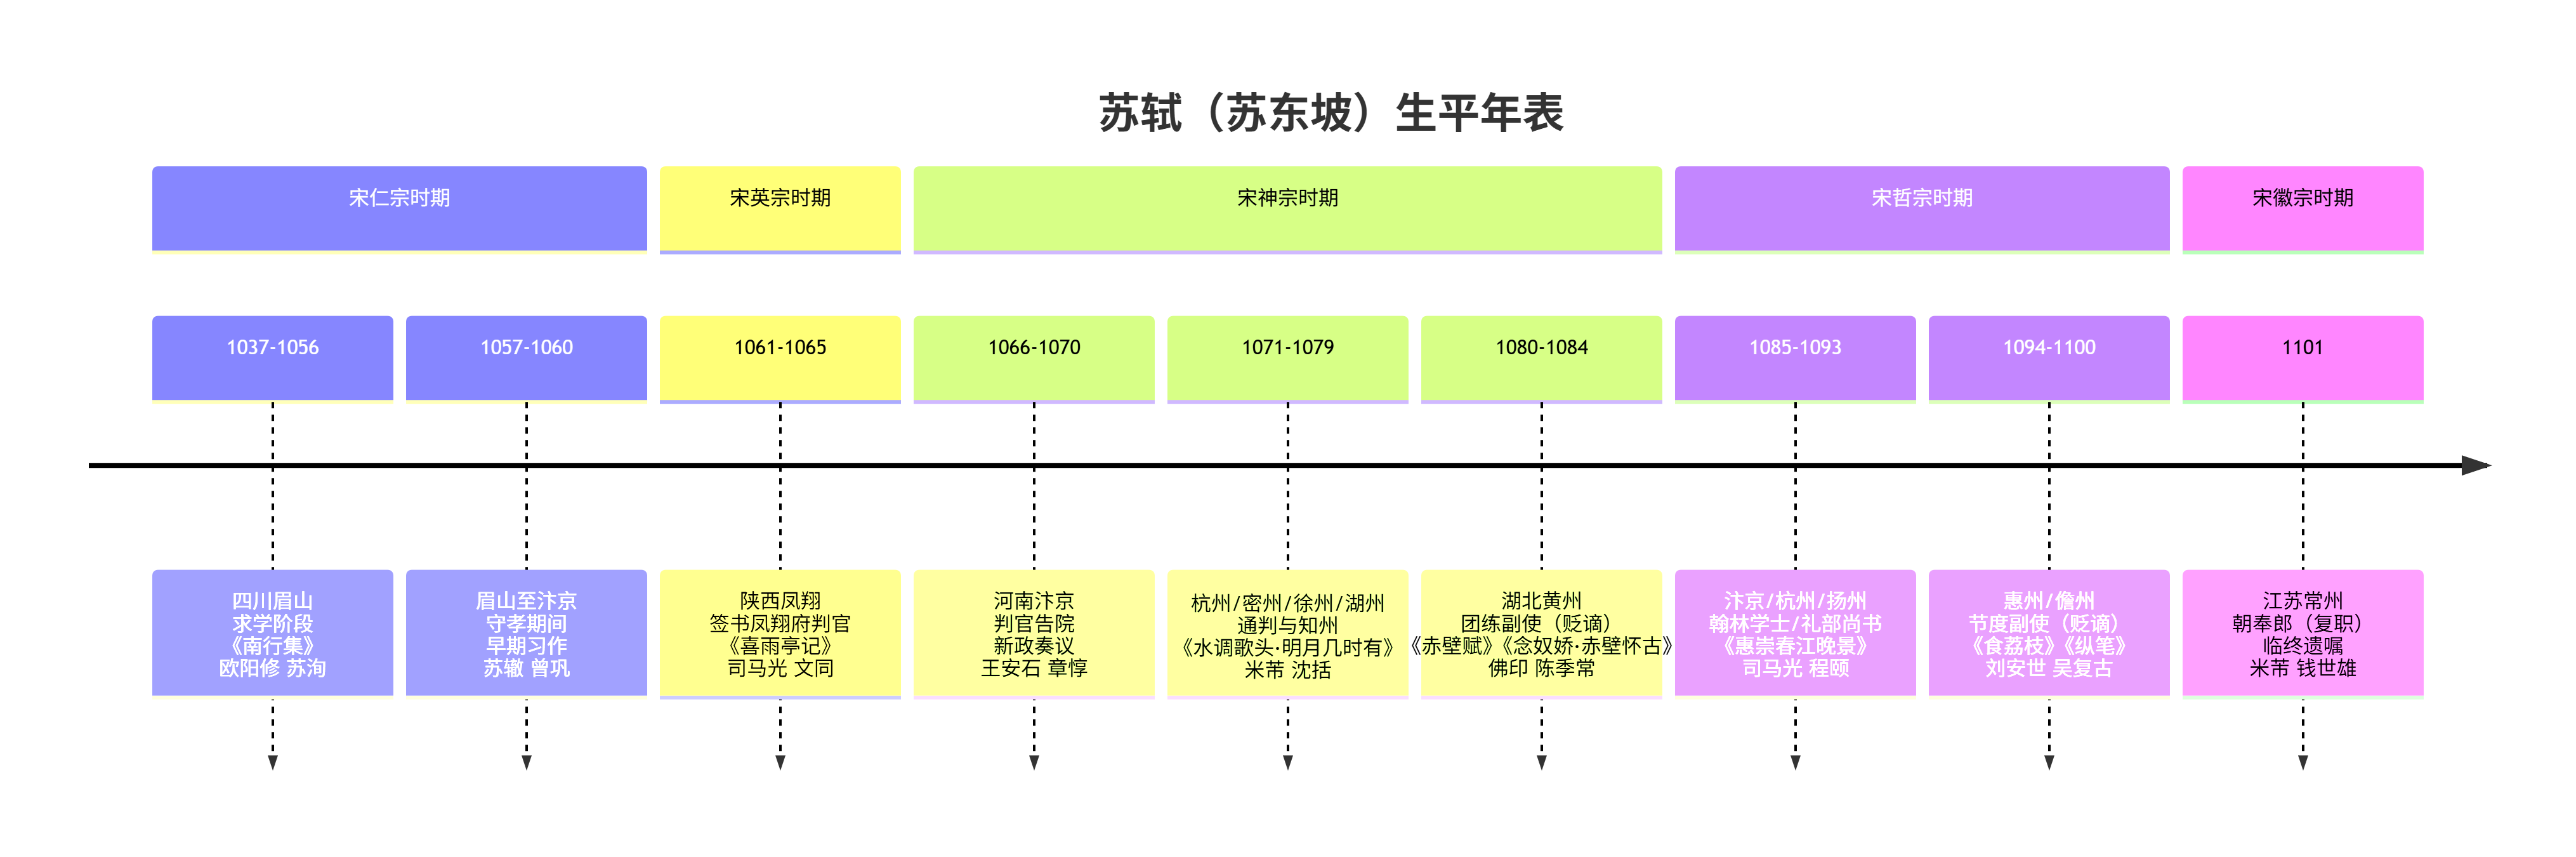 苏轼（苏东坡）生平年表
宋仁宗时期
宋英宗时期
宋神宗时期
宋哲宗时期
宋徽宗时期
1037-1056
1057-1060
1061-1065
1066-1070
1071-1079
1080-1084
1085-1093
1094-1100
1101
四川眉山
求学阶段
《南行集》
欧阳修 苏洵
眉山至汴京
守孝期间
早期习作
苏辙 曾巩
陕西凤翔
签书凤翔府判官
《喜雨亭记》
司马光 文同
河南汴京
判官告院
新政奏议
王安石 章惇
杭州/密州/徐州/湖州
通判与知州
《水调歌头·明月几时有》
米芾 沈括
湖北黄州
团练副使（贬谪）
《赤壁赋》《念奴娇·赤壁怀古》
佛印 陈季常
汴京/杭州/扬州
翰林学士/礼部尚书
《惠崇春江晚景》
司马光 程颐
惠州/儋州
节度副使（贬谪）
《食荔枝》《纵笔》
刘安世 吴复古
江苏常州
朝奉郎（复职）
临终遗嘱
米芾 钱世雄